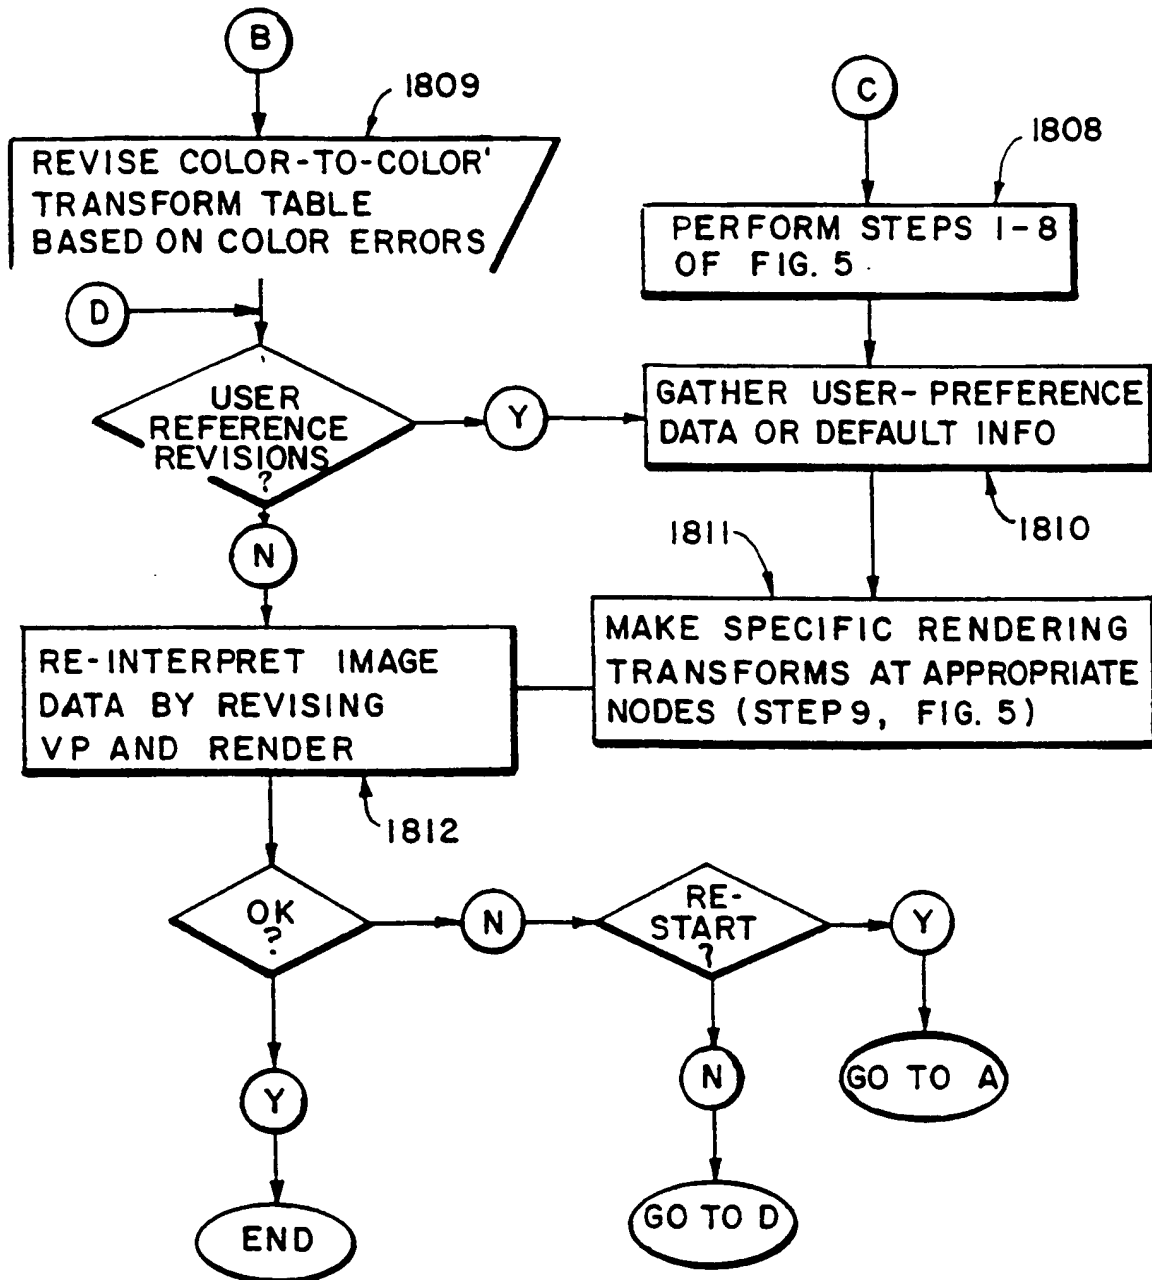 B
1809
REVISE COLOR-TO-COLOR'
TRANSFORM TABLE
BASED ON COLOR ERRORS
C
1808
PERFORM STEPS 1-8
OF FIG. 5
D
USER
REFERENCE
REVISIONS
?
Y
GATHER USER-PREFERENCE
DATA OR DEFAULT INFO
1810
N
1811
MAKE SPECIFIC RENDERING
TRANSFORMS AT APPROPRIATE
NODES (STEP 9, FIG. 5)
RE-INTERPRET IMAGE
DATA BY REVISING
VP AND RENDER
1812
OK
?
N
RE-
START
?
Y
GO TO A
Y
END
N
GO TO D